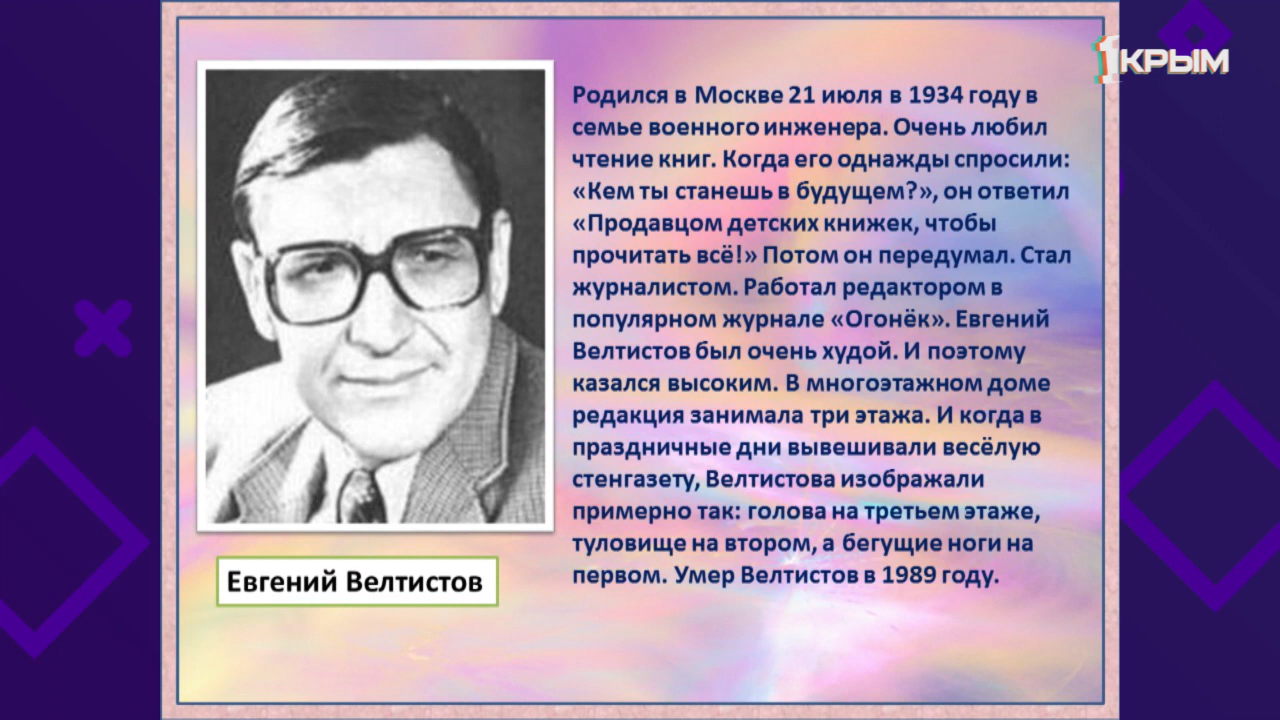 1КРЫМ
Родился в Москве 21 июля в 1934 году в
семье военного инженера. Очень любил
чтение книг. Когда его однажды спросили:
«Кем ты станешь в будущем?», он ответил
«Продавцом детских книжек, чтобы
прочитать всё!» Потом он передумал. Стал
журналистом. Работал редактором в
популярном журнале «Огонёк». Евгений
Велтистов был очень худой. И поэтому
казался высоким. В многоэтажном доме
редакция занимала три этажа. И когда в
праздничные дни вывешивали весёлую
стенгазету, Велтистова изображали
примерно так: голова на третьем этаже,
туловище на втором, а бегущие ноги на
первом. Умер Велтистов в 1989 году.
Евгений Велтистов